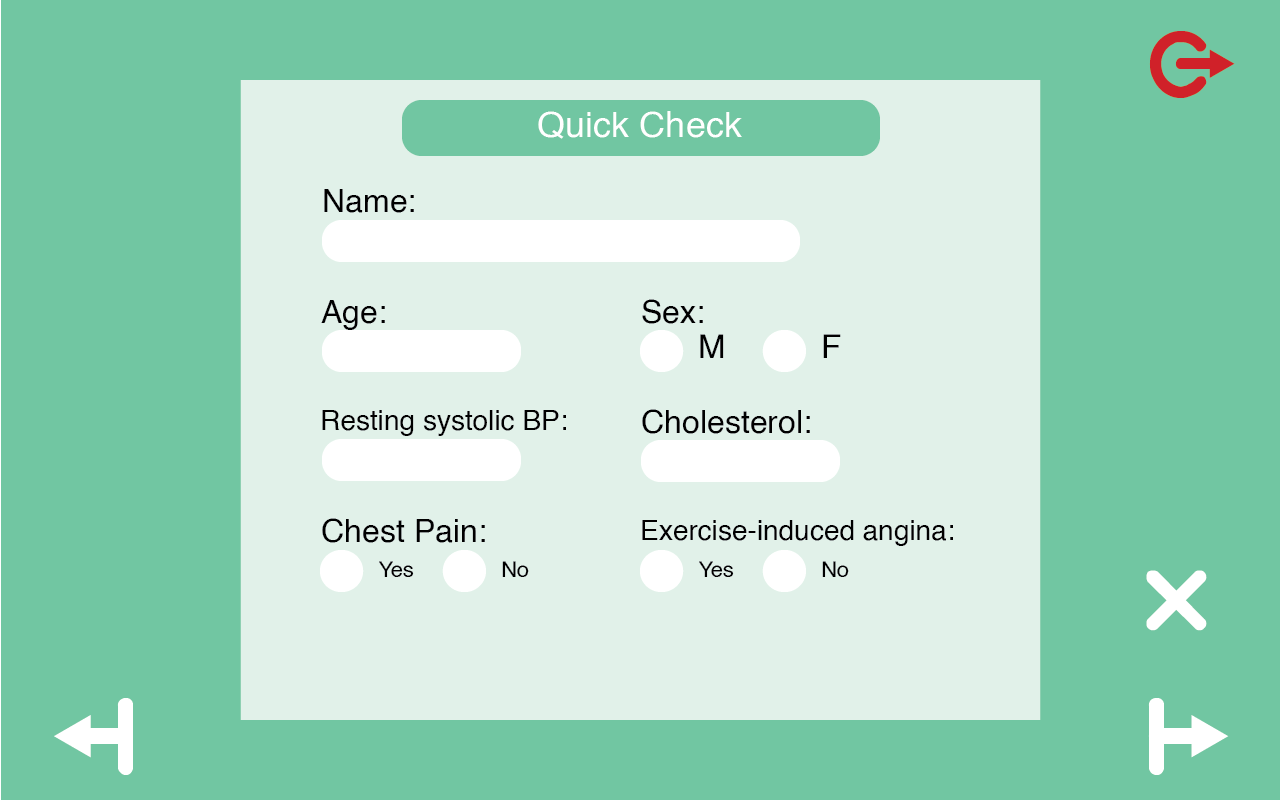 Quick Check
Name:
Age:
Sex:
M F
Resting systolic BP:
Cholesterol:
Chest Pain:
Yes No
Exercise-induced angina:
Yes No